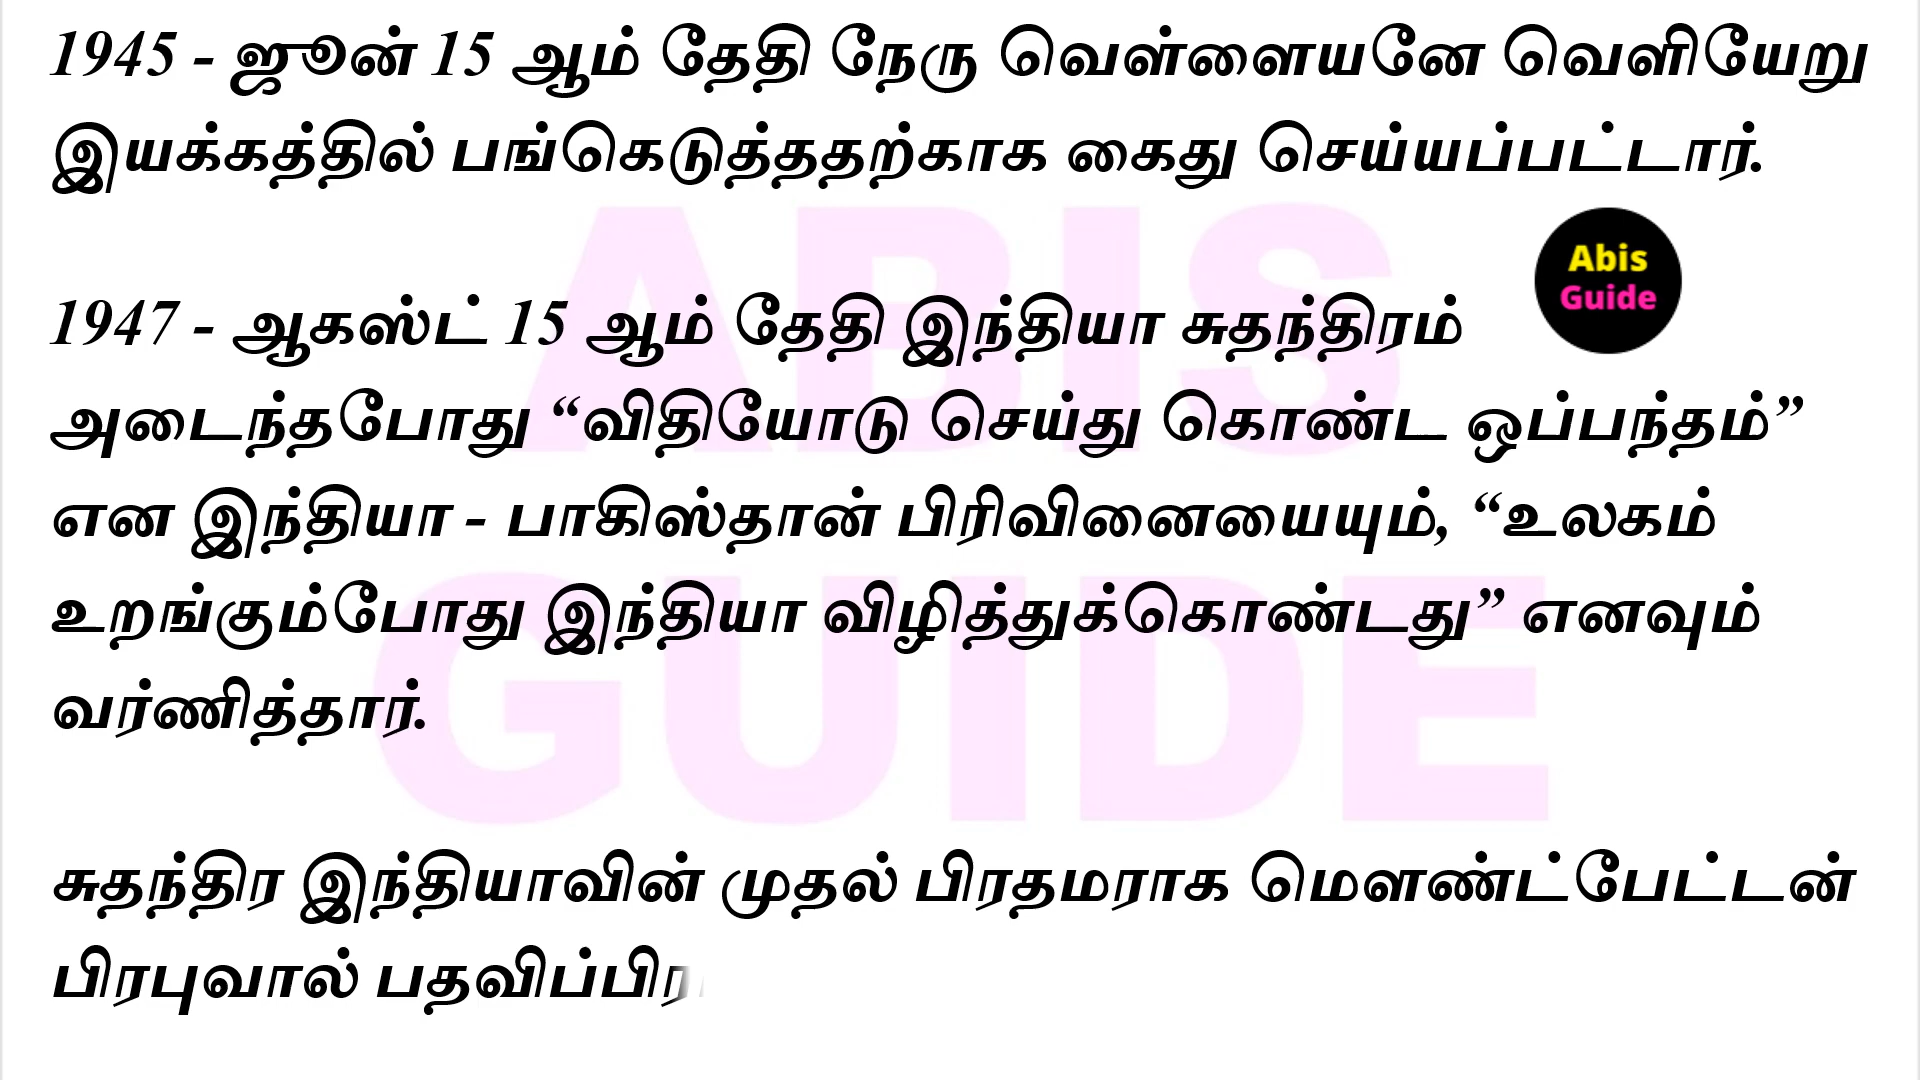 1945 - ஜூன் 15 ஆம் தேதி நேரு வெள்ளையனே வெளியேறு
இயக்கத்தில் பங்கெடுத்ததற்காக கைது செய்யப்பட்டார்.
ABIS
Abis
Guide
1947 - ஆகஸ்ட் 15 ஆம் தேதி இந்தியா சுதந்திரம்
அடைந்தபோது “விதியோடு செய்து கொண்ட ஒப்பந்தம்”
என இந்தியா - பாகிஸ்தான் பிரிவினையையும், “உலகம்
உறங்கும்போது இந்தியா விழித்துக்கொண்டது” எனவும்
வர்ணித்தார்.
GUIDE
சுதந்திர இந்தியாவின் முதல் பிரதமராக மௌண்ட்பேட்டன்
பிரபுவால்